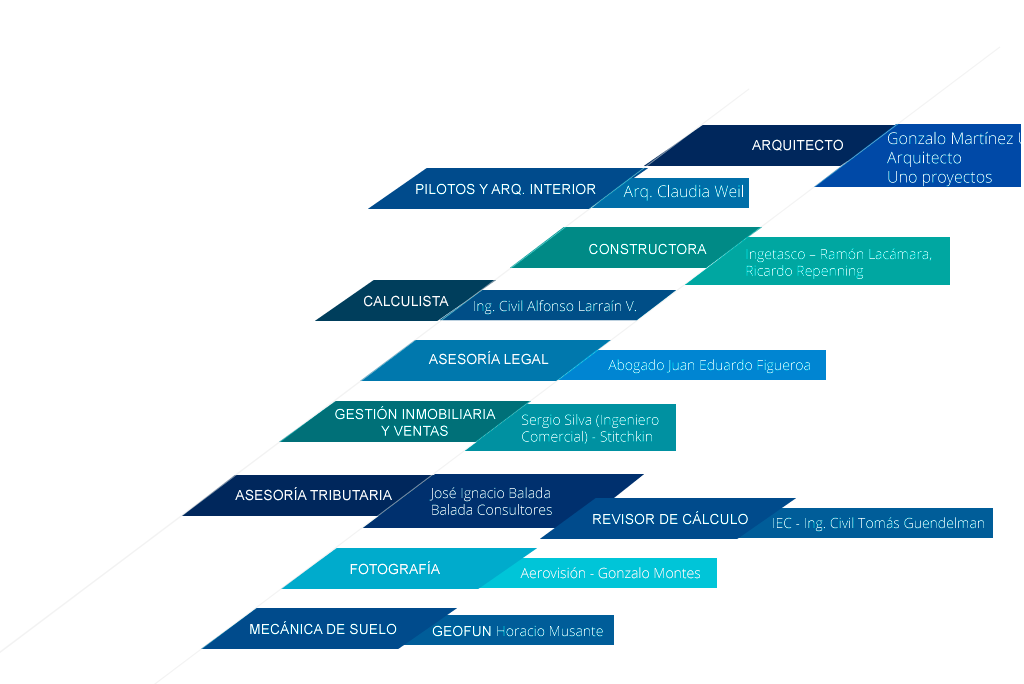 ARQUITECTO
Gonzalo Martínez
Arquitecto
Uno proyectos
PILOTOS Y ARQ. INTERIOR
Arq. Claudia Weil
CONSTRUCTORA
Ingetasco – Ramón Lacámara,
Ricardo Repenning
CALCULISTA
Ing. Civil Alfonso Larraín V.
ASESORÍA LEGAL
Abogado Juan Eduardo Figueroa
GESTIÓN INMOBILIARIA
Y VENTAS
Sergio Silva (Ingeniero
Comercial) - Stitchkin
ASESORÍA TRIBUTARIA
José Ignacio Balada
Balada Consultores
REVISOR DE CÁLCULO
IEC - Ing. Civil Tomás Guendelman
FOTOGRAFÍA
Aerovisión - Gonzalo Montes
MECÁNICA DE SUELO
GEOFUN Horacio Musante